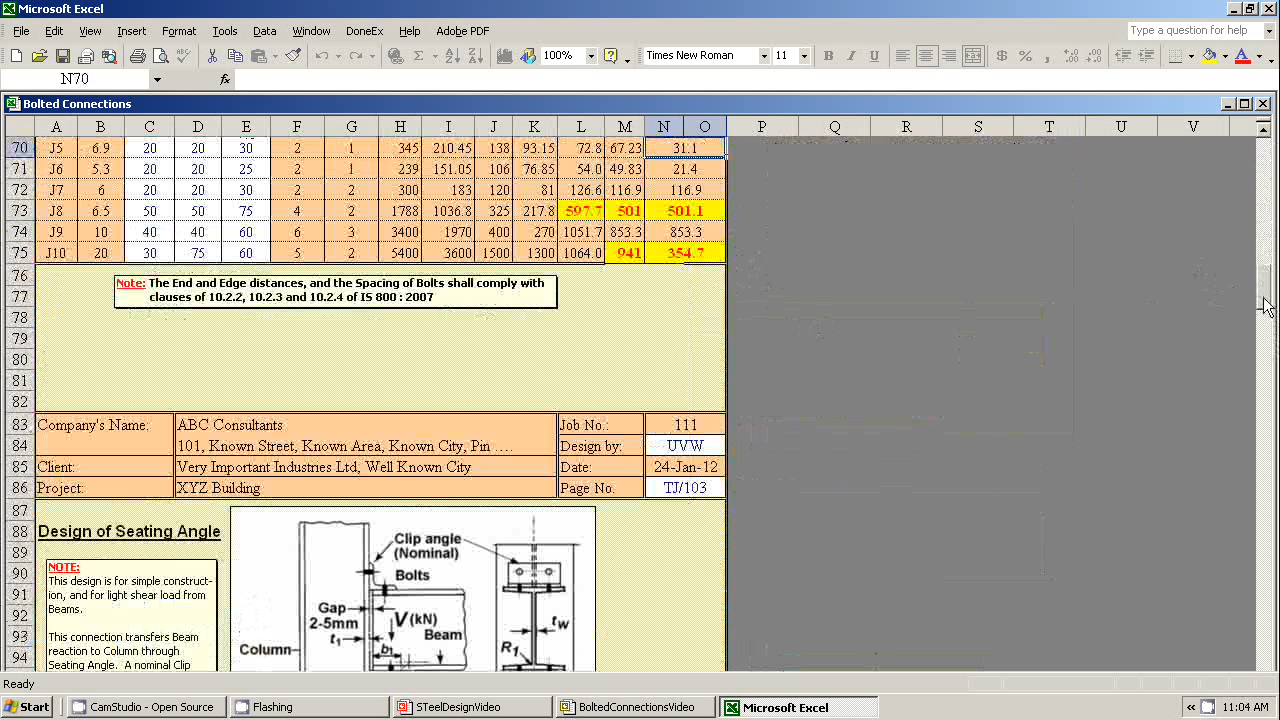 Microsoft Excel
File Edit View Insert Format Tools Data Window DoneEx Help Adobe PDF
Type a question for help
100% Times New Roman 11 B I U $ %
N70 fx
Bolted Connections
A B C D E F G H I J K L M N O P Q R S T U V
70 J5 6.9 20 20 30 2 1 345 210.45 138 93.15 72.8 67.23 31.1
71 J6 5.3 20 20 25 2 1 239 151.05 106 76.85 54.0 49.83 21.4
72 J7 6 20 20 30 2 2 300 183 120 81 126.6 116.9 116.9
73 J8 6.5 50 50 75 4 2 1788 1036.8 325 217.8 597.7 501 501.1
74 J9 10 40 40 60 6 3 3400 1970 400 270 1051.7 853.3 853.3
75 J10 20 30 75 60 5 2 5400 3600 1500 1300 1064.0 941 354.7
76
Note: The End and Edge distances, and the Spacing of Bolts shall comply with
77 clauses of 10.2.2, 10.2.3 and 10.2.4 of IS 800 : 2007
78
79
80
81
82
83 Company's Name: ABC Consultants Job No.: 111
84 101, Known Street, Known Area, Known City, Pin .... Design by: UVW
85 Client: Very Important Industries Ltd, Well Known City Date: 24-Jan-12
86 Project: XYZ Building Page No. TJ/103
87
88 Design of Seating Angle
89
90 NOTE:
This design is for simple construct-
91 ion, and for light shear load from
Beams.
92
93 This connection transfers Beam
reaction to Column through
94 Seating Angle. A nominal Clip
Clip angle
(Nominal)
Bolts
Gap
2-5mm
V (kN)
t1
Beam
tw
Column
b1
R1
Ready
Start CamStudio - Open Source Flashing STeelDesignVideo BoltedConnectionsVideo Microsoft Excel 11:04 AM